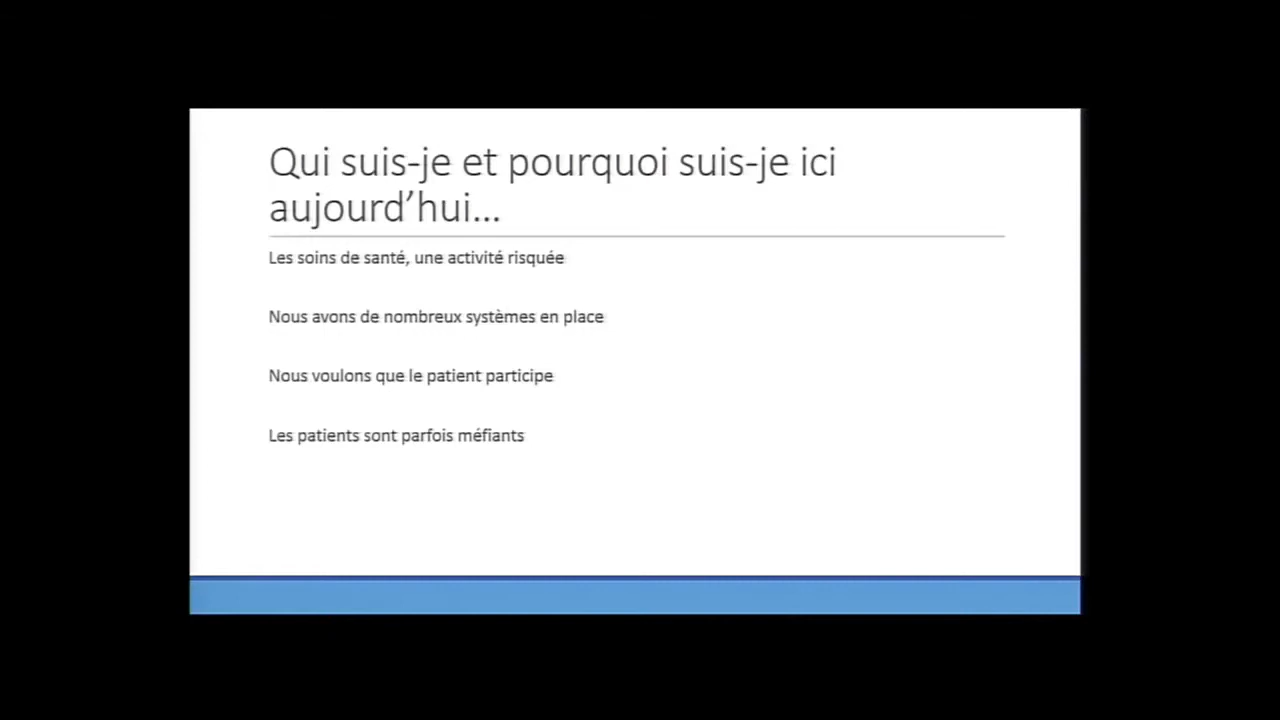 Qui suis-je et pourquoi suis-je ici
aujourd’hui…
Les soins de santé, une activité risquée
Nous avons de nombreux systèmes en place
Nous voulons que le patient participe
Les patients sont parfois méfiants